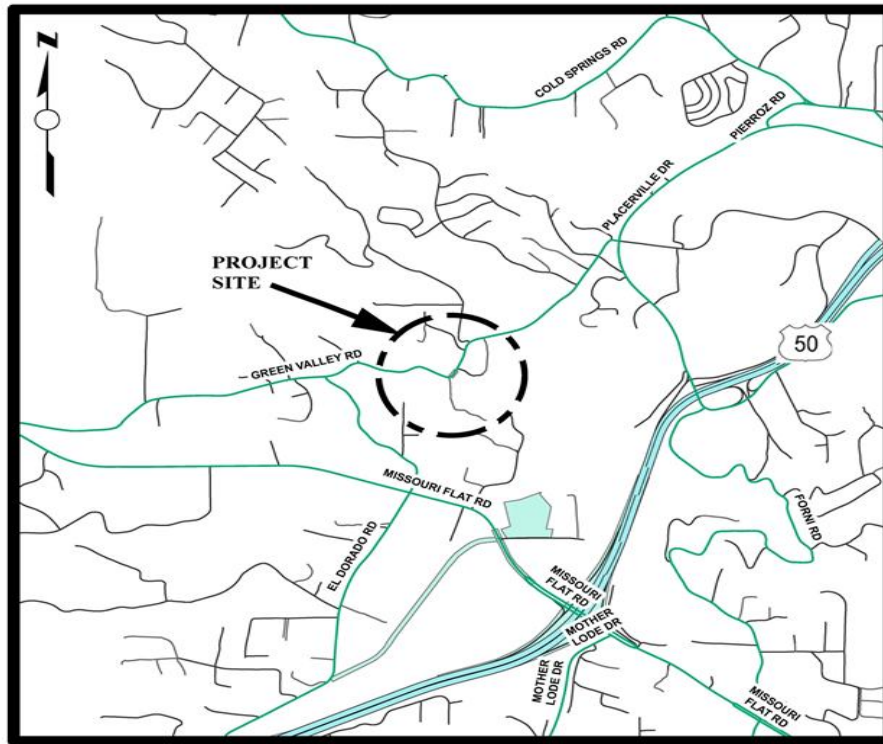 N
COLD SPRINGS RD
PIERROZ RD
PLACERVILLE DR
PROJECT
SITE
50
GREEN VALLEY RD
MISSOURI FLAT RD
FORNI RD
EL DORADO RD
MISSOURI
FLAT RD
MOTHER
LODE DR
MOTHER
LODE DR
MISSOURI
FLAT RD